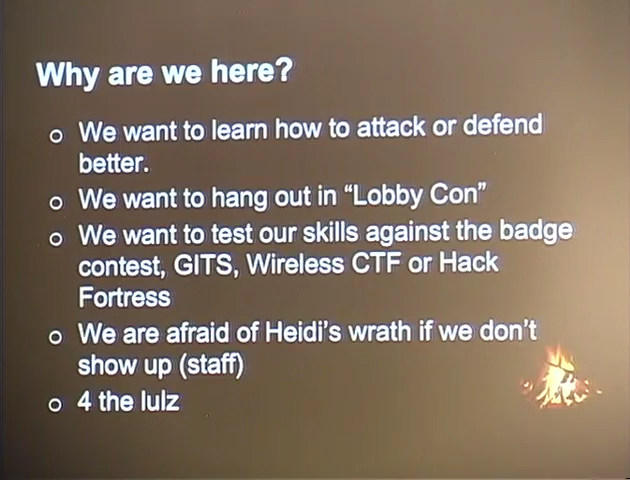 Why are we here?
o We want to learn how to attack or defend
better.
o We want to hang out in “Lobby Con”
o We want to test our skills against the badge
contest, GITS, Wireless CTF or Hack
Fortress
o We are afraid of Heidi’s wrath if we don’t
show up (staff)
o 4 the lulz